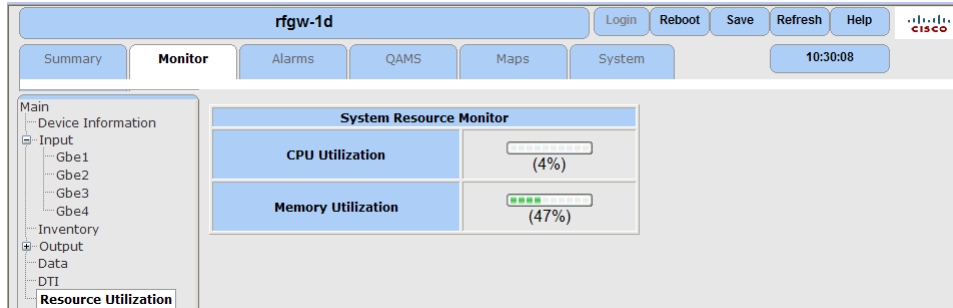 rfgw-1d
Login Reboot Save Refresh Help
CISCO
Summary Monitor Alarms QAMS Maps System 10:30:08
Main
Device Information
Input
Gbe1
Gbe2
Gbe3
Gbe4
Inventory
Output
Data
DTI
Resource Utilization
System Resource Monitor
CPU Utilization (4%)
Memory Utilization (47%)